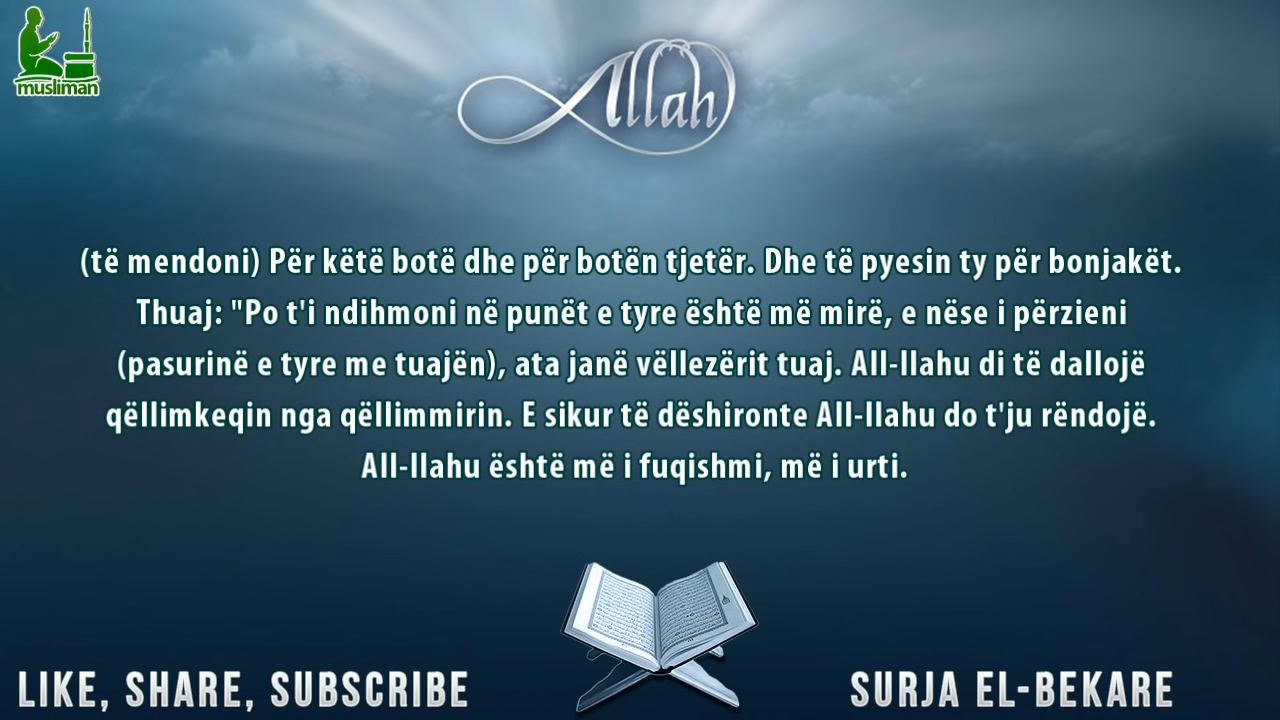 musliman
Allah
(të mendoni) Për këtë botë dhe për botën tjetër. Dhe të pyesin ty për bonjakët.
Thuaj: "Po t'i ndihmoni në punët e tyre është më mirë, e nëse i përzieni
(pasurinë e tyre me tuajën), ata janë vëllezërit tuaj. All-llahu di të dallojë
qëllimkeqin nga qëllimmirin. E sikur të dëshironte All-llahu do t'ju rëndojë.
All-llahu është më i fuqishmi, më i urti.
LIKE, SHARE, SUBSCRIBE
SURJA EL-BEKARE